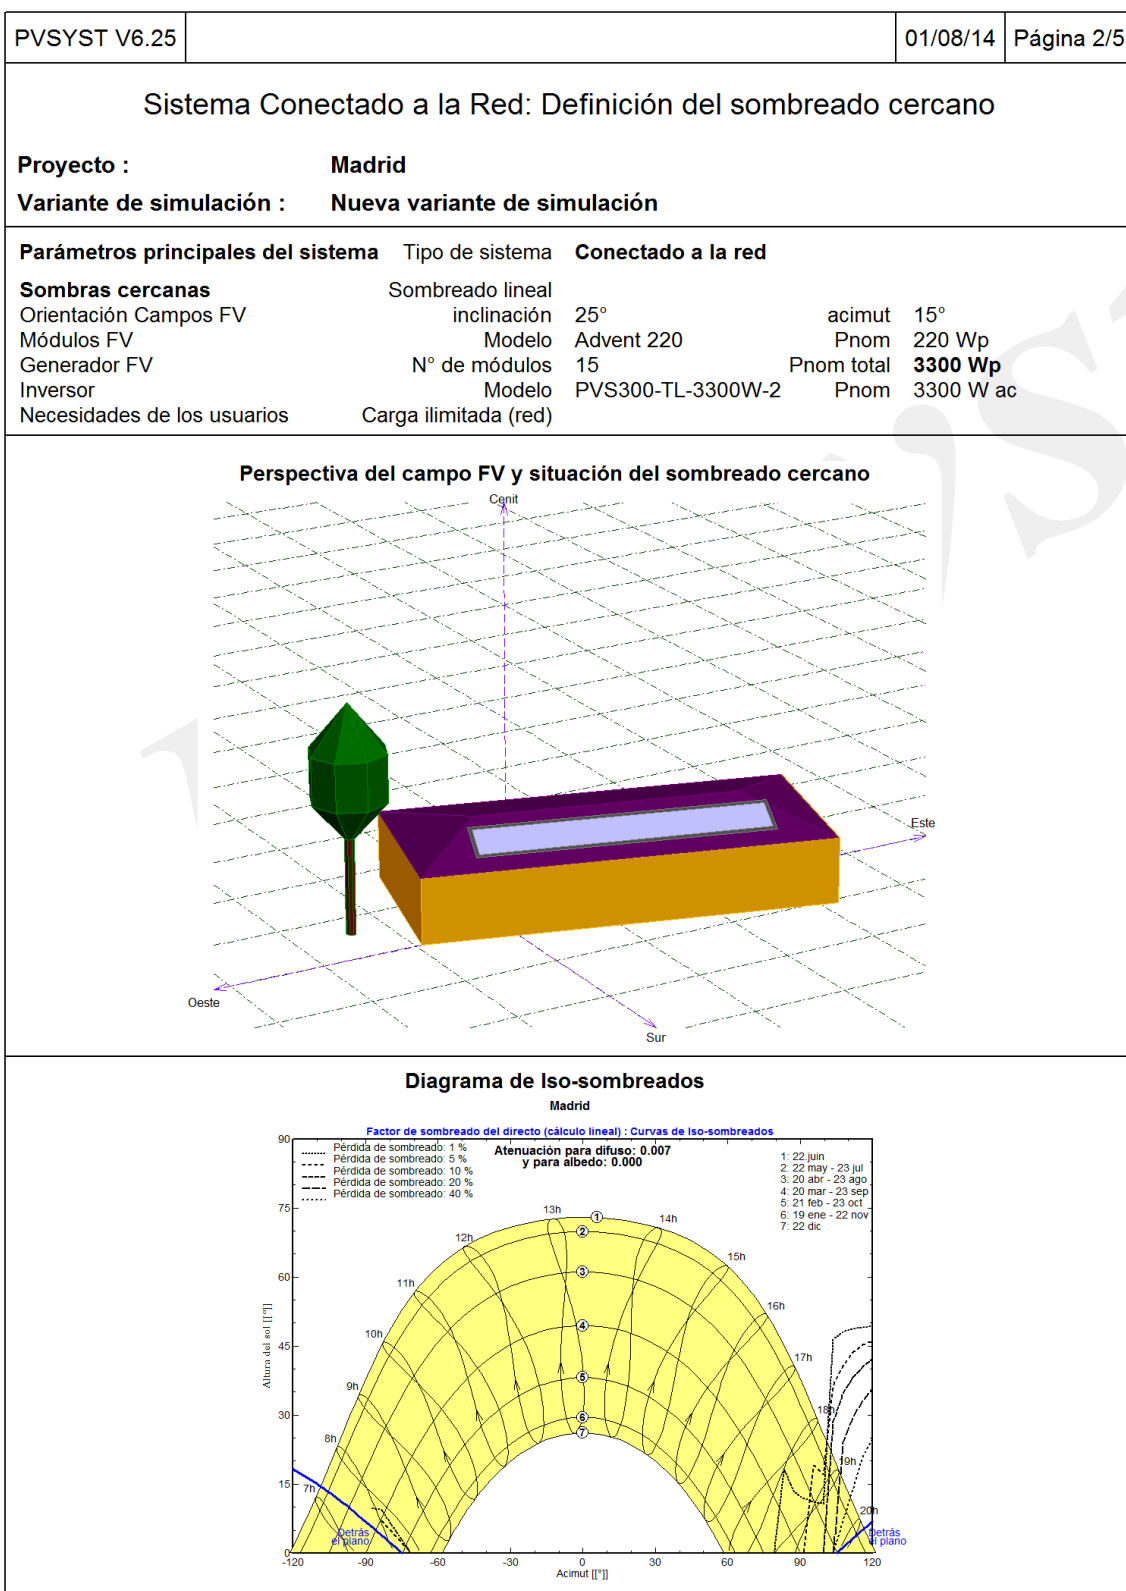 PVSYST V6.25 01/08/14 Página 2/5
Sistema Conectado a la Red: Definición del sombreado cercano
Proyecto : Madrid
Variante de simulación : Nueva variante de simulación
Parámetros principales del sistema Tipo de sistema Conectado a la red
Sombras cercanas Sombreado lineal
Orientación Campos FV inclinación 25° acimut 15°
Módulos FV Modelo Advent 220 Pnom 220 Wp
Generador FV N° de módulos 15 Pnom total 3300 Wp
Inversor Modelo PVS300-TL-3300W-2 Pnom 3300 W ac
Necesidades de los usuarios Carga ilimitada (red)
Perspectiva del campo FV y situación del sombreado cercano
Cenit
Este
Oeste
Sur
Diagrama de Iso-sombreados
Madrid
Factor de sombreado del directo (cálculo lineal) : Curvas de Iso-sombreados
Pérdida de sombreado: 1 %
Pérdida de sombreado: 5 %
Pérdida de sombreado: 10 %
Pérdida de sombreado: 20 %
Pérdida de sombreado: 40 %
Atenuación para difuso: 0.007
y para albedo: 0.000
1: 22 juin
2: 22 may - 23 jul
3: 20 abr - 23 ago
4: 20 mar - 23 sep
5: 21 feb - 23 oct
6: 19 ene - 22 nov
7: 22 dic
90
75
60
45
30
15
0
Altura del sol [[°]]
7h
8h
9h
10h
11h
12h
13h
14h
15h
16h
17h
18h
19h
20h
1
2
3
4
5
6
7
Detrás
el plano
Detrás
el plano
-120 -90 -60 -30 0 30 60 90 120
Acimut [[°]]